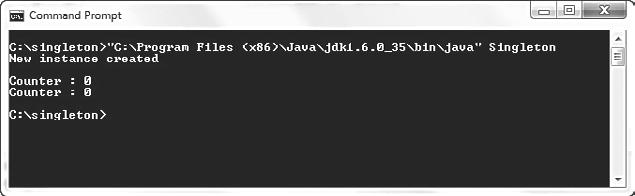 Command Prompt
C:\singleton>"C:\Program Files (x86)\Java\jdk1.6.0_35\bin\java" Singleton
New instance created
Counter : 0
Counter : 0
C:\singleton>